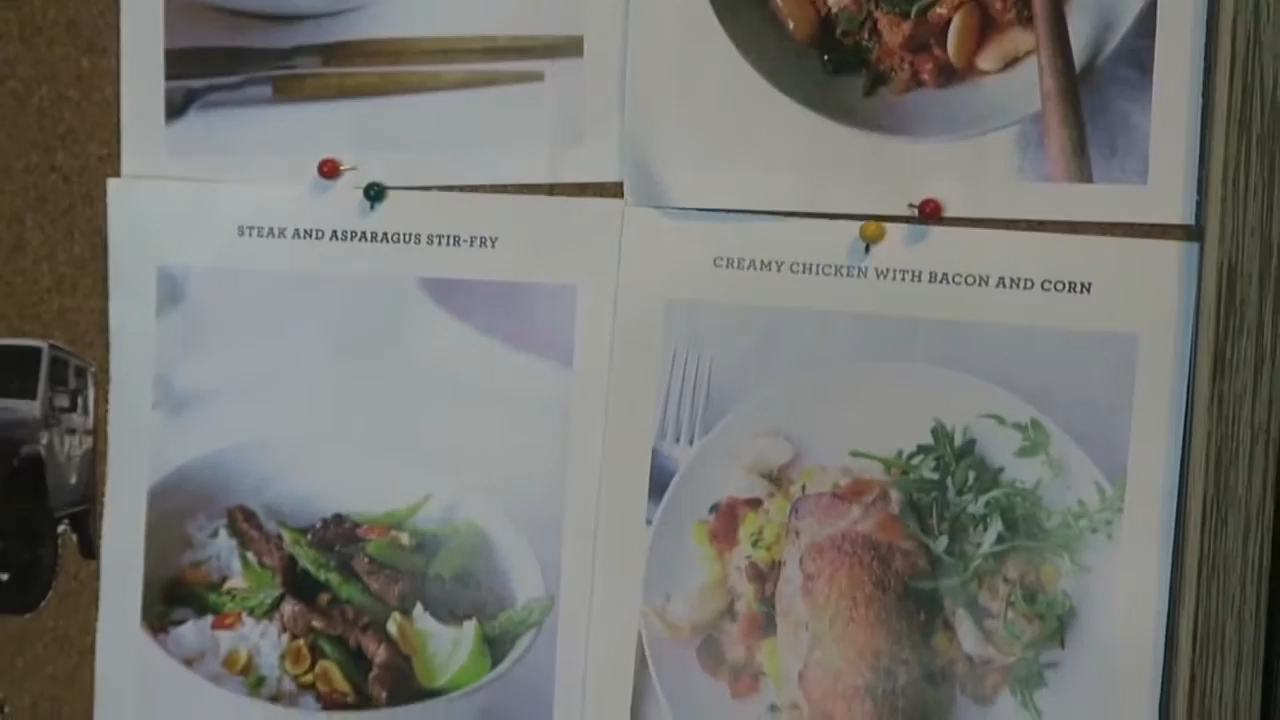 STEAK AND ASPARAGUS STIR-FRY
CREAMY CHICKEN WITH BACON AND CORN